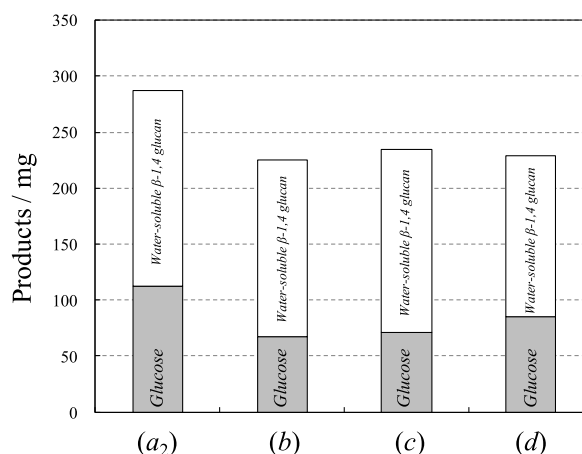 350
300
250
200
150
100
50
0
Products / mg
Water-soluble β-1,4 glucan
Glucose
Water-soluble β-1,4 glucan
Glucose
Water-soluble β-1,4 glucan
Glucose
Water-soluble β-1,4 glucan
Glucose
(a₂) (b) (c) (d)